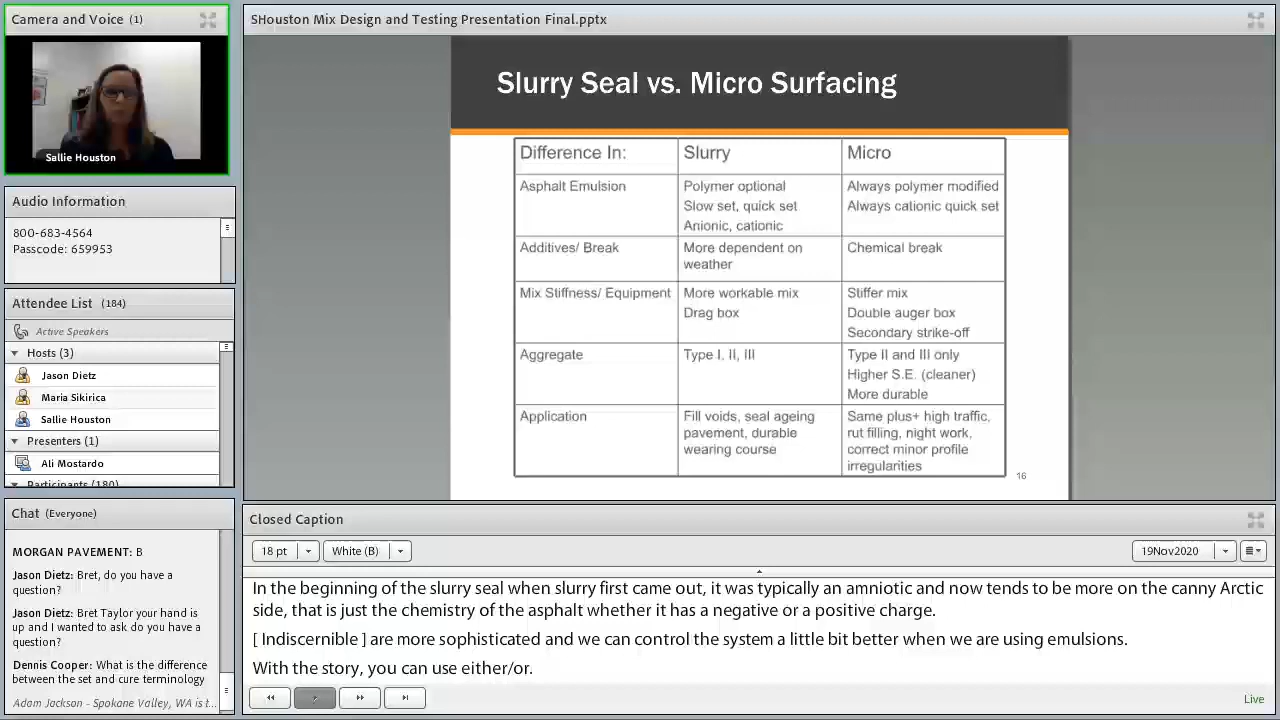 Camera and Voice (1)
Sallie Houston
Audio Information
800-683-4564
Passcode: 659953
Attendee List (184)
Active Speakers
Hosts (3)
Jason Dietz
Maria Sikirica
Sallie Houston
Presenters (1)
Ali Mostardo
Participants (180)
Chat (Everyone)
MORGAN PAVEMENT: B
Jason Dietz: Bret, do you have a
question?
Jason Dietz: Bret Taylor your hand is
up and I wanted to ask do you have a
question?
Dennis Cooper: What is the difference
between the set and cure terminology
Adam Jackson - Spokane Valley, WA is t...
SHouston Mix Design and Testing Presentation Final.pptx
Slurry Seal vs. Micro Surfacing
Difference In: Slurry Micro
Asphalt Emulsion Polymer optional Always polymer modified
Slow set, quick set Always cationic quick set
Anionic, cationic
Additives/ Break More dependent on Chemical break
weather
Mix Stiffness/ Equipment More workable mix Stiffer mix
Drag box Double auger box
Secondary strike-off
Aggregate Type I, II, III Type II and III only
Higher S.E. (cleaner)
More durable
Application Fill voids, seal ageing Same plus+ high traffic,
pavement, durable rut filling, night work,
wearing course correct minor profile
irregularities
16
Closed Caption
18 pt White (B) 19Nov2020
In the beginning of the slurry seal when slurry first came out, it was typically an amniotic and now tends to be more on the canny Arctic
side, that is just the chemistry of the asphalt whether it has a negative or a positive charge.
[ Indiscernible ] are more sophisticated and we can control the system a little bit better when we are using emulsions.
With the story, you can use either/or.
Live